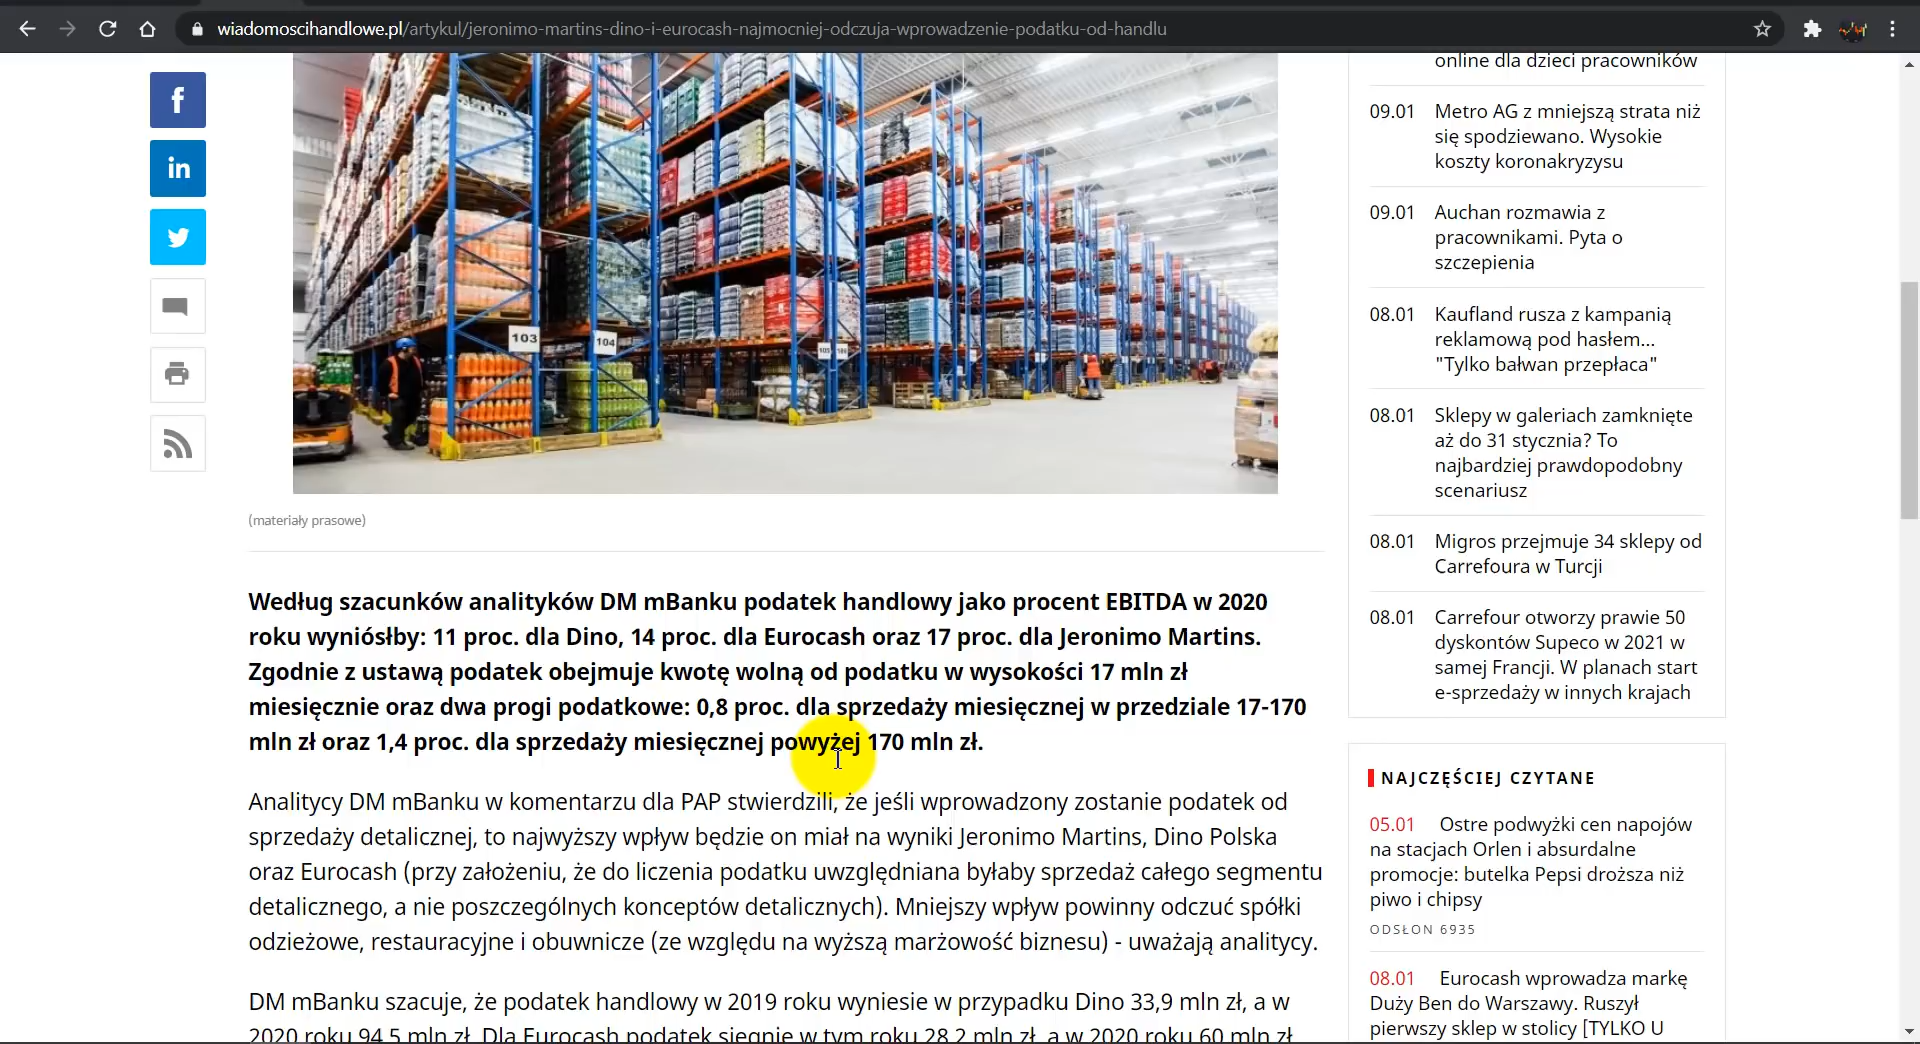 wiadomoscihandlowe.pl/artykul/jeronimo-martins-dino-i-eurocash-najmocniej-odczuja-wprowadzenie-podatku-od-handlu
f
in
103
104
105
106
(materiały prasowe)
Według szacunków analityków DM mBanku podatek handlowy jako procent EBITDA w 2020
roku wyniósłby: 11 proc. dla Dino, 14 proc. dla Eurocash oraz 17 proc. dla Jeronimo Martins.
Zgodnie z ustawą podatek obejmuje kwotę wolną od podatku w wysokości 17 mln zł
miesięcznie oraz dwa progi podatkowe: 0,8 proc. dla sprzedaży miesięcznej w przedziale 17-170
mln zł oraz 1,4 proc. dla sprzedaży miesięcznej powyżej 170 mln zł.
Analitycy DM mBanku w komentarzu dla PAP stwierdzili, że jeśli wprowadzony zostanie podatek od
sprzedaży detalicznej, to najwyższy wpływ będzie on miał na wyniki Jeronimo Martins, Dino Polska
oraz Eurocash (przy założeniu, że do liczenia podatku uwzględniana byłaby sprzedaż całego segmentu
detalicznego, a nie poszczególnych konceptów detalicznych). Mniejszy wpływ powinny odczuć spółki
odzieżowe, restauracyjne i obuwnicze (ze względu na wyższą marżowość biznesu) - uważają analitycy.
DM mBanku szacuje, że podatek handlowy w 2019 roku wyniesie w przypadku Dino 33,9 mln zł, a w
2020 roku 94,5 mln zł. Dla Eurocash podatek sięgnie w tym roku 28,2 mln zł, a w 2020 roku 60 mln zł.
online dla dzieci pracowników
09.01 Metro AG z mniejszą strata niż
się spodziewano. Wysokie
koszty koronakryzysu
09.01 Auchan rozmawia z
pracownikami. Pyta o
szczepienia
08.01 Kaufland rusza z kampanią
reklamową pod hasłem...
"Tylko bałwan przepłaca"
08.01 Sklepy w galeriach zamknięte
aż do 31 stycznia? To
najbardziej prawdopodobny
scenariusz
08.01 Migros przejmuje 34 sklepy od
Carrefoura w Turcji
08.01 Carrefour otworzy prawie 50
dyskontów Supeco w 2021 w
samej Francji. W planach start
e-sprzedaży w innych krajach
NAJCZĘŚCIEJ CZYTANE
05.01 Ostre podwyżki cen napojów
na stacjach Orlen i absurdalne
promocje: butelka Pepsi droższa niż
piwo i chipsy
ODSŁON 6935
08.01 Eurocash wprowadza markę
Duży Ben do Warszawy. Ruszył
pierwszy sklep w stolicy [TYLKO U